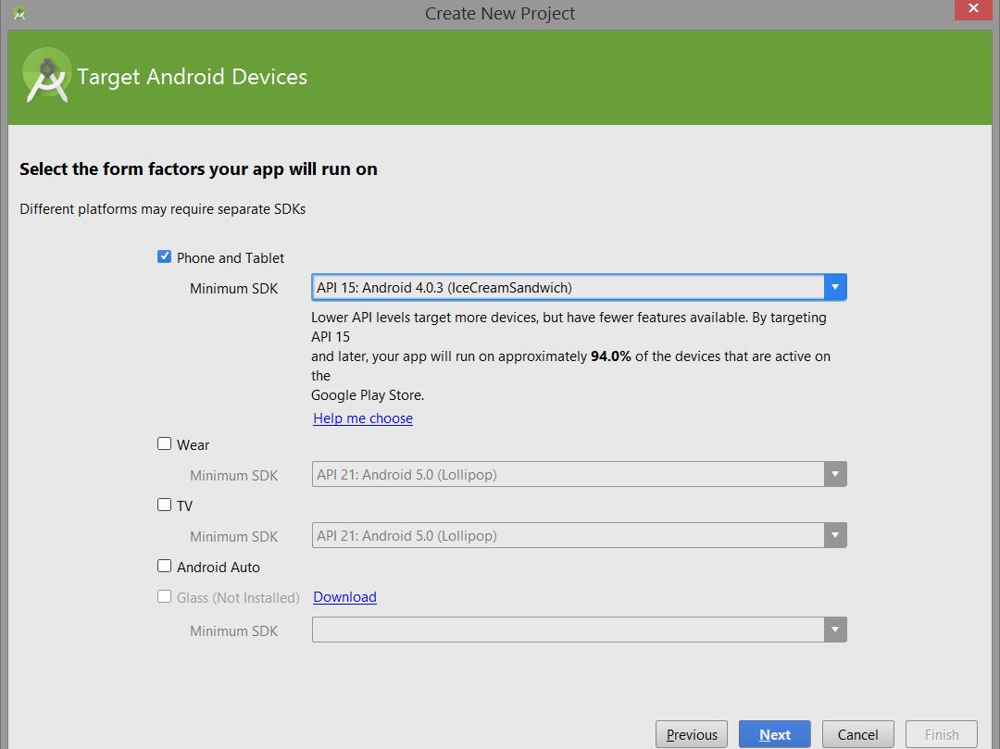 Create New Project
Target Android Devices
Select the form factors your app will run on
Different platforms may require separate SDKs
Phone and Tablet
Minimum SDK API 15: Android 4.0.3 (IceCreamSandwich)
Lower API levels target more devices, but have fewer features available. By targeting
API 15
and later, your app will run on approximately 94.0% of the devices that are active on
the
Google Play Store.
Help me choose
Wear
Minimum SDK API 21: Android 5.0 (Lollipop)
TV
Minimum SDK API 21: Android 5.0 (Lollipop)
Android Auto
Glass (Not Installed) Download
Minimum SDK
Previous Next Cancel Finish